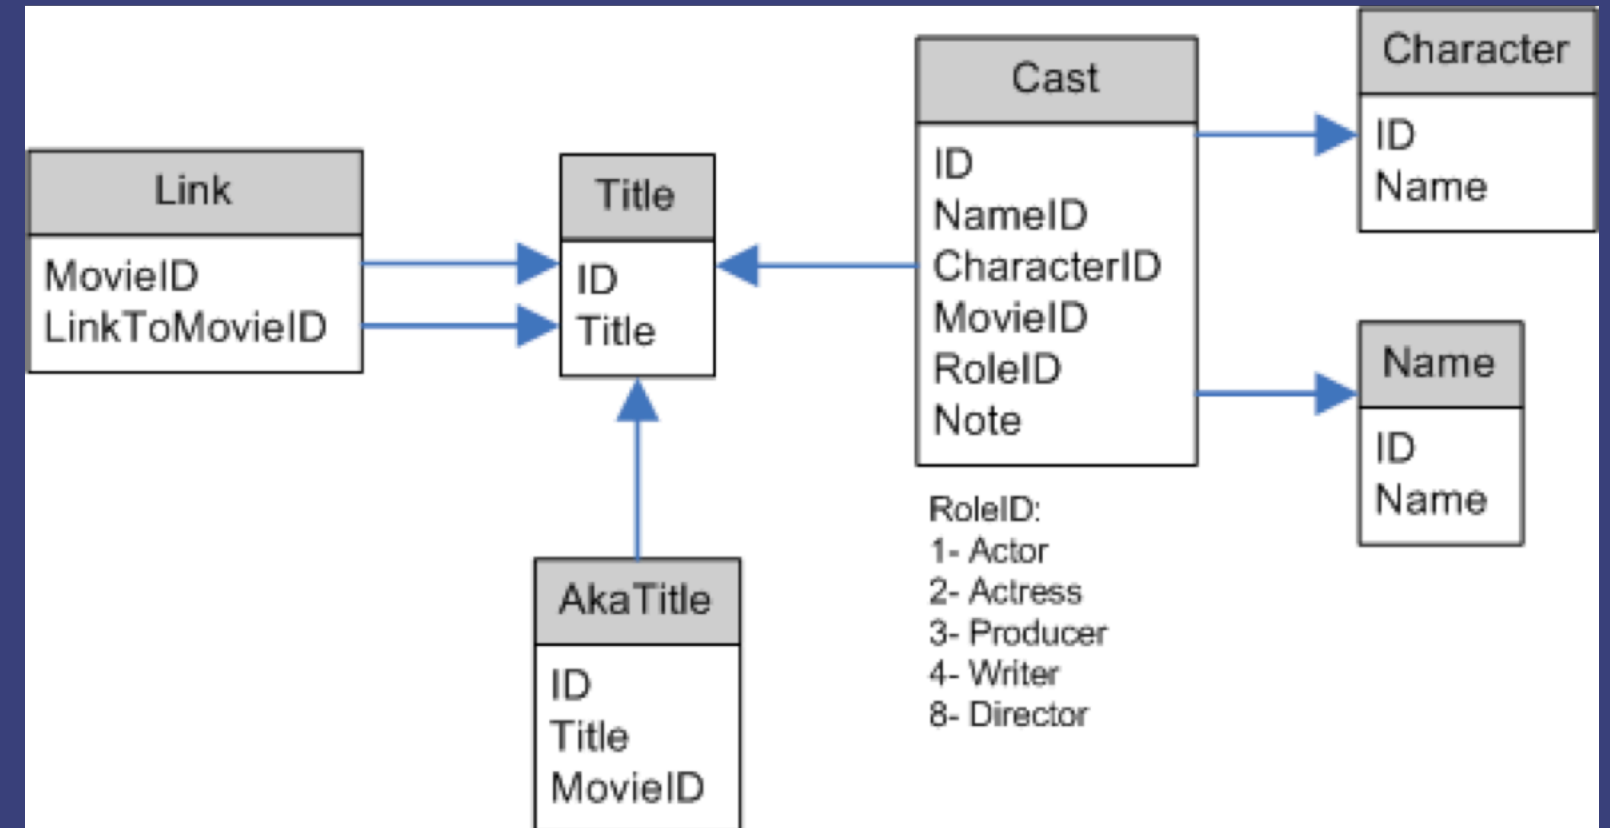 Link
MovieID
LinkToMovieID
Title
ID
Title
AkaTitle
ID
Title
MovieID
Cast
ID
NameID
CharacterID
MovieID
RoleID
Note
RoleID:
1- Actor
2- Actress
3- Producer
4- Writer
8- Director
Character
ID
Name
Name
ID
Name